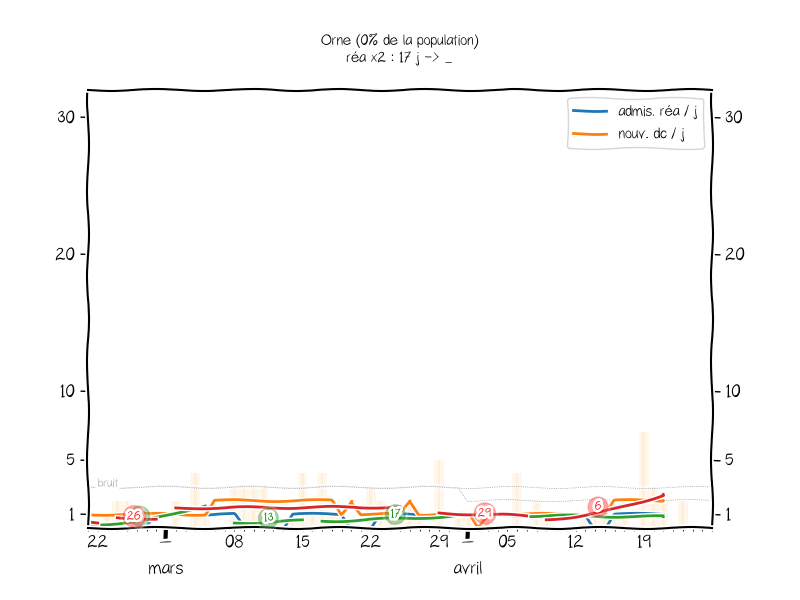 Orne (0% de la population)
réa x2 : 17 j -> _
admis. réa / j
nouv. dc / j
30 30
20 20
10 10
5 5
bruit
1 1
26 13 17 29 6
22 08 15 22 29 05 12 19
mars avril